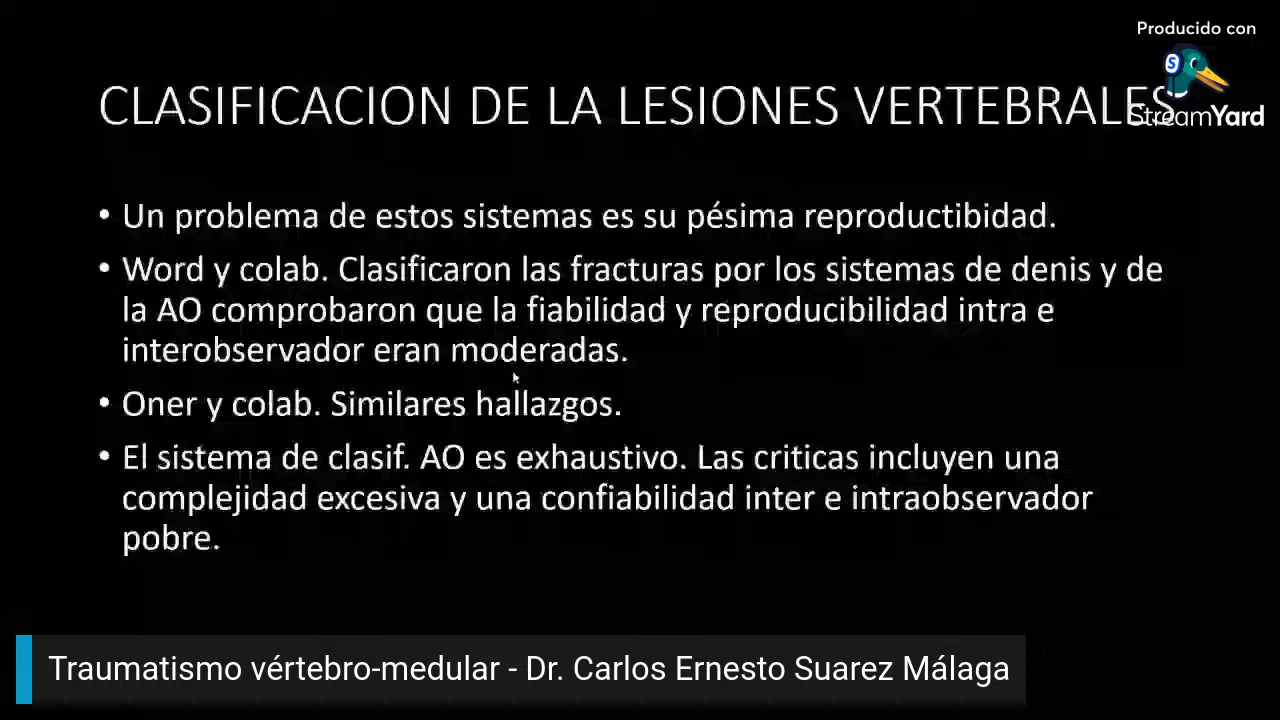 Producido con
StreamYard
CLASIFICACION DE LA LESIONES VERTEBRALES
• Un problema de estos sistemas es su pésima reproductibidad.
• Word y colab. Clasificaron las fracturas por los sistemas de denis y de
la AO comprobaron que la fiabilidad y reproducibilidad intra e
interobservador eran moderadas.
• Oner y colab. Similares hallazgos.
• El sistema de clasif. AO es exhaustivo. Las criticas incluyen una
complejidad excesiva y una confiabilidad inter e intraobservador
pobre.
Traumatismo vértebro-medular - Dr. Carlos Ernesto Suarez Málaga